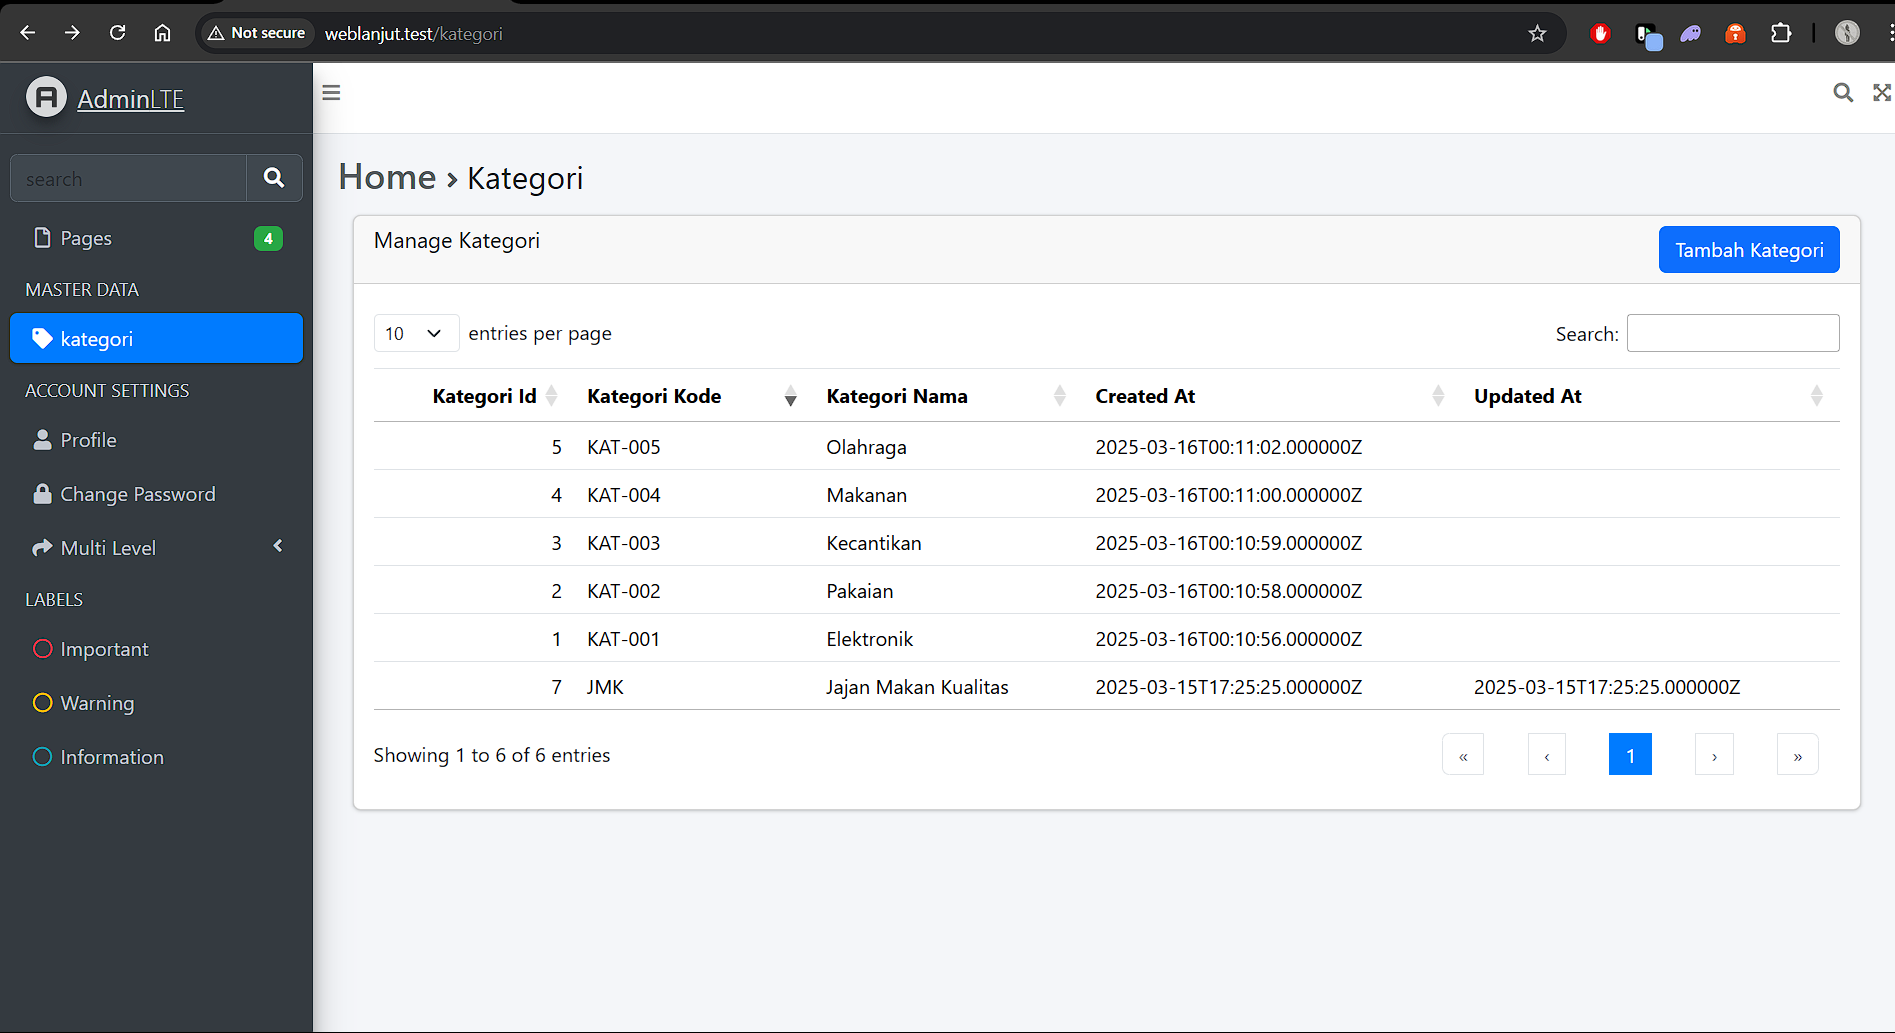 Not secure
weblanjut.test/kategori
AdminLTE
search
Pages 4
MASTER DATA
kategori
ACCOUNT SETTINGS
Profile
Change Password
Multi Level
LABELS
Important
Warning
Information
Home › Kategori
Manage Kategori
Tambah Kategori
10 entries per page
Search:
Kategori Id Kategori Kode Kategori Nama Created At Updated At
5 KAT-005 Olahraga 2025-03-16T00:11:02.000000Z
4 KAT-004 Makanan 2025-03-16T00:11:00.000000Z
3 KAT-003 Kecantikan 2025-03-16T00:10:59.000000Z
2 KAT-002 Pakaian 2025-03-16T00:10:58.000000Z
1 KAT-001 Elektronik 2025-03-16T00:10:56.000000Z
7 JMK Jajan Makan Kualitas 2025-03-15T17:25:25.000000Z 2025-03-15T17:25:25.000000Z
Showing 1 to 6 of 6 entries
« ‹ 1 › »